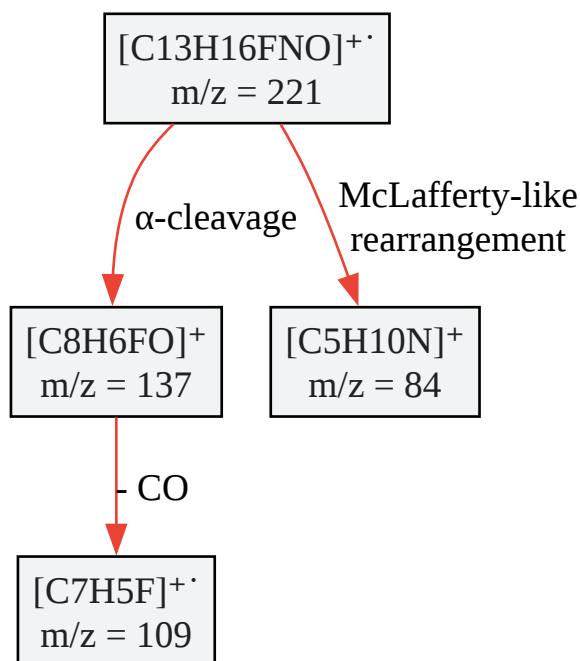 [C13H16FNO]⁺˙
m/z = 221
α-cleavage
McLafferty-like
rearrangement
[C8H6FO]⁺
m/z = 137
[C5H10N]⁺
m/z = 84
- CO
[C7H5F]⁺˙
m/z = 109